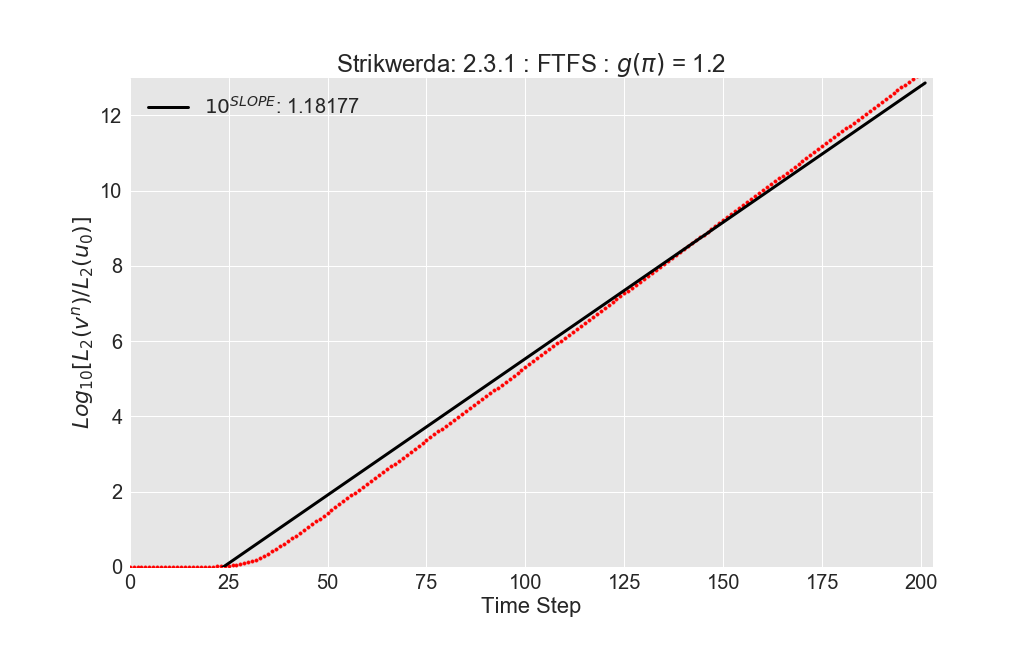 Strikwerda: 2.3.1 : FTFS : g(π) = 1.2
10^{SLOPE}: 1.18177
12
10
8
6
4
2
0
Log₁₀[L₂(vⁿ)/L₂(u₀)]
0 25 50 75 100 125 150 175 200
Time Step